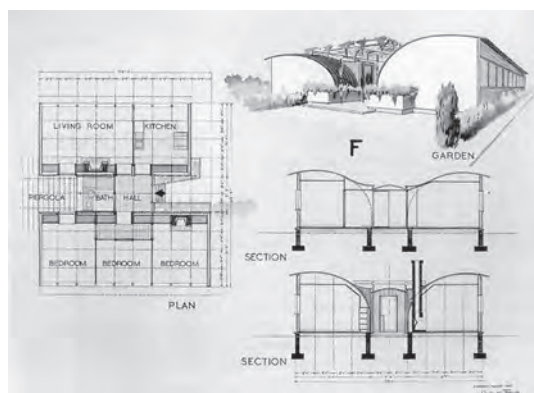 LIVING ROOM
KITCHEN
PERGOLA
BATH
HALL
BEDROOM
BEDROOM
BEDROOM
PLAN
F
GARDEN
SECTION
SECTION